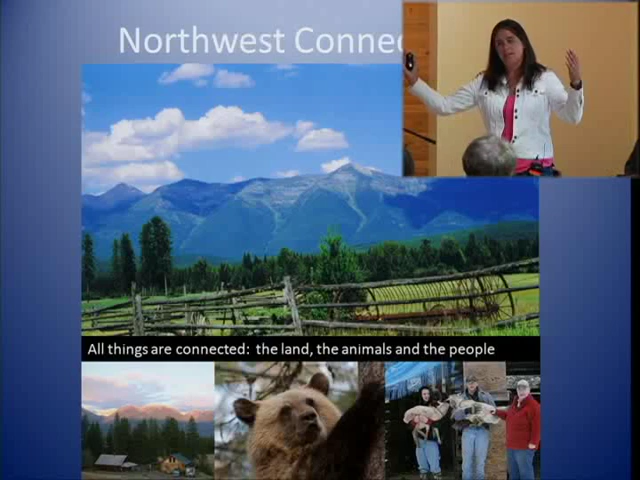 Northwest Connec
All things are connected: the land, the animals and the people